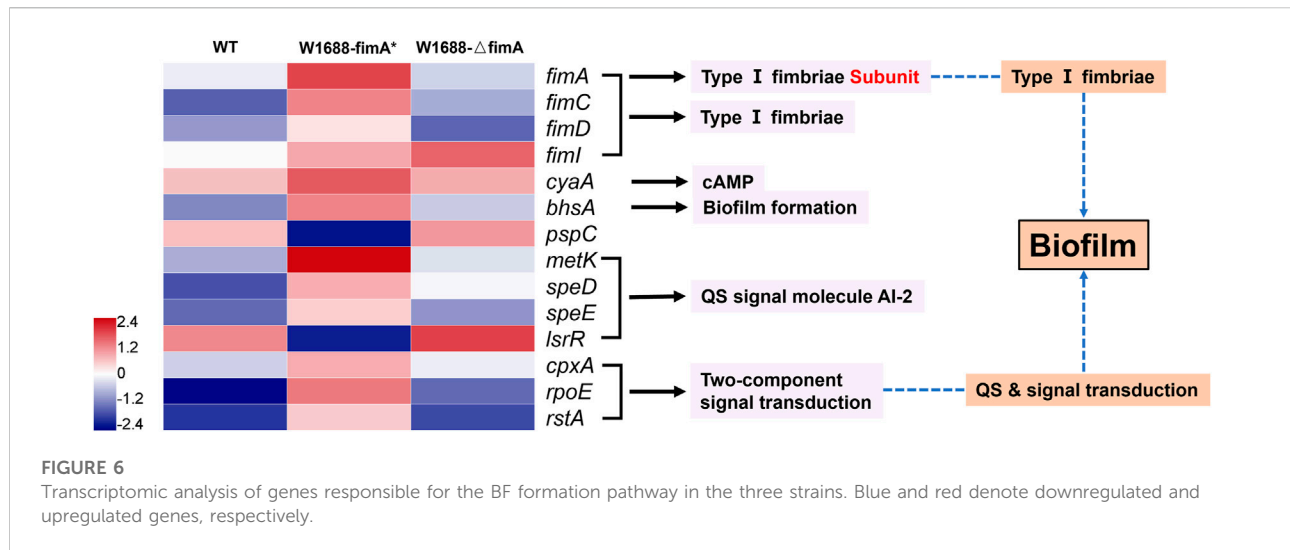 WT W1688-fimA* W1688-△fimA
fimA
fimC
fimD
fimI
cyaA
bhsA
pspC
metK
speD
speE
lsrR
cpxA
rpoE
rstA
2.4
1.2
0
-1.2
-2.4
Type I fimbriae Subunit
Type I fimbriae
Type I fimbriae
cAMP
Biofilm formation
QS signal molecule AI-2
Two-component
signal transduction
QS & signal transduction
Biofilm
FIGURE 6
Transcriptomic analysis of genes responsible for the BF formation pathway in the three strains. Blue and red denote downregulated and
upregulated genes, respectively.